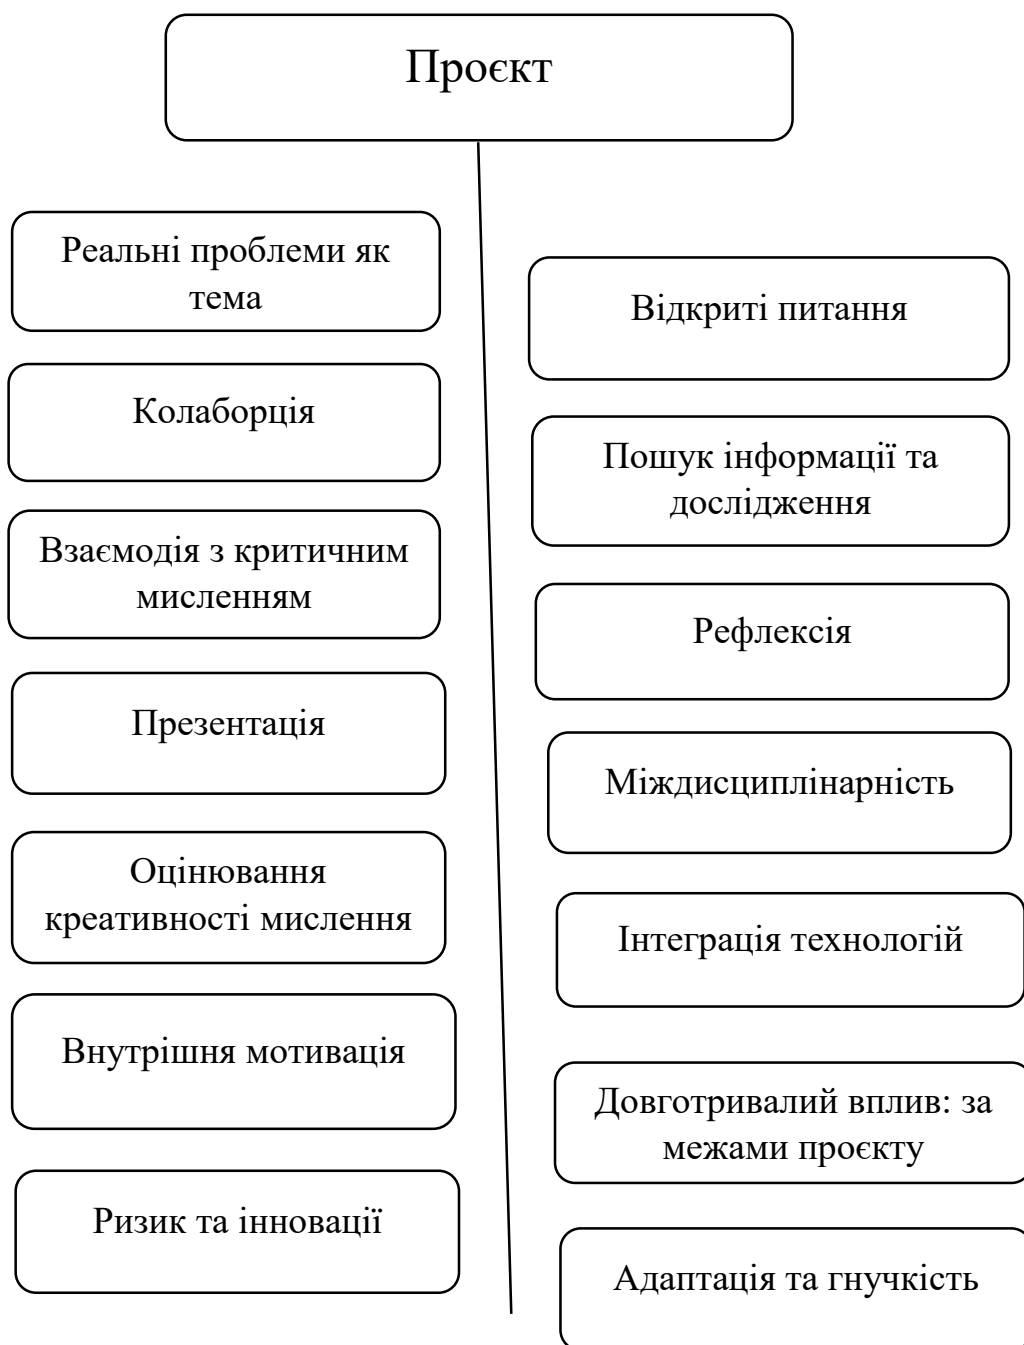 Проєкт
Реальні проблеми як
тема
Відкриті питання
Колаборція
Пошук інформації та
дослідження
Взаємодія з критичним
мисленням
Рефлексія
Презентація
Міждисциплінарність
Оцінювання
креативності мислення
Інтеграція технологій
Внутрішня мотивація
Довготривалий вплив: за
межами проєкту
Ризик та інновації
Адаптація та гнучкість